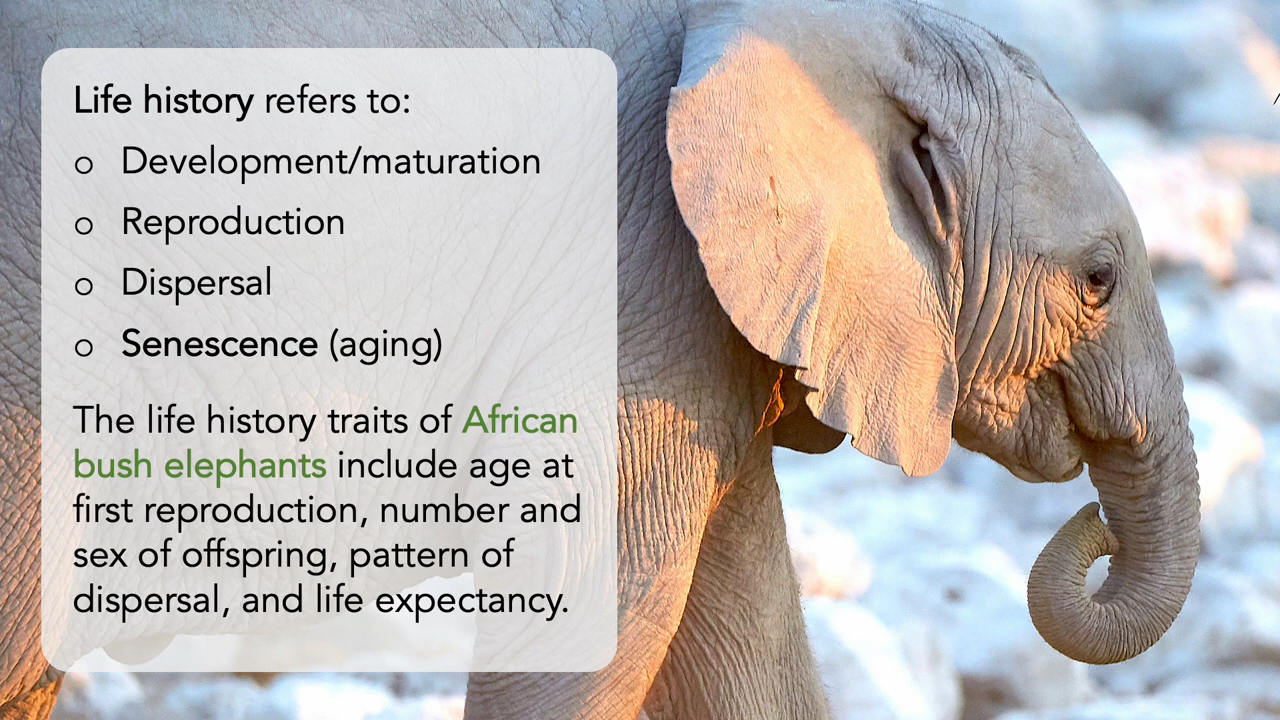 Life history refers to:
o Development/maturation
o Reproduction
o Dispersal
o Senescence (aging)
The life history traits of African
bush elephants include age at
first reproduction, number and
sex of offspring, pattern of
dispersal, and life expectancy.